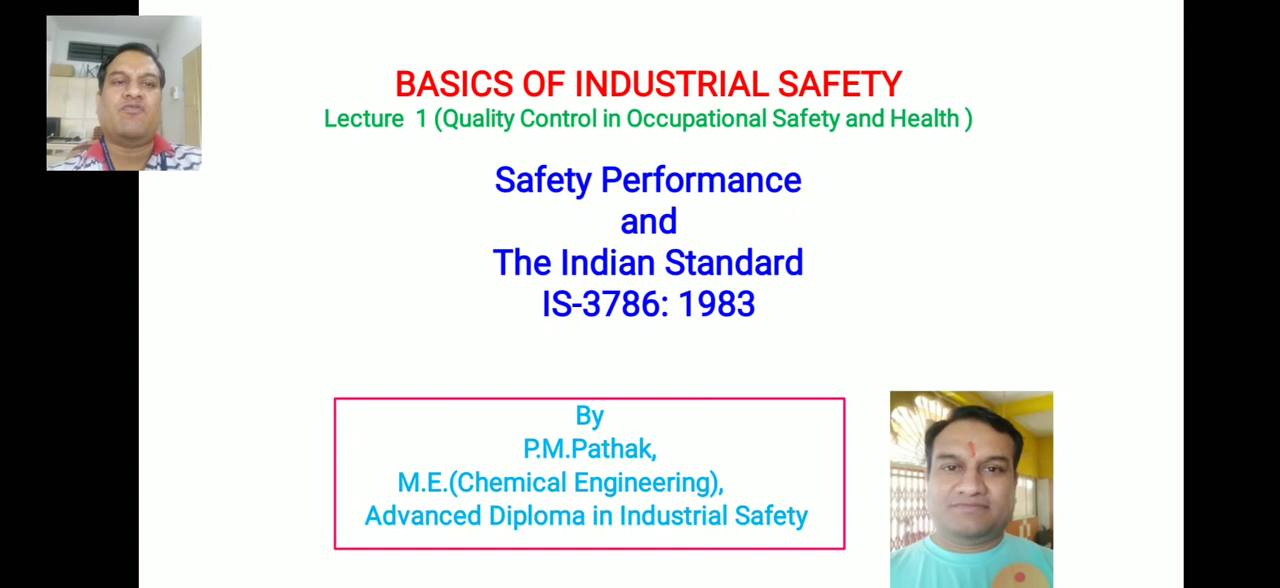 BASICS OF INDUSTRIAL SAFETY
Lecture 1 (Quality Control in Occupational Safety and Health )
Safety Performance
and
The Indian Standard
IS-3786: 1983
By
P.M.Pathak,
M.E.(Chemical Engineering),
Advanced Diploma in Industrial Safety